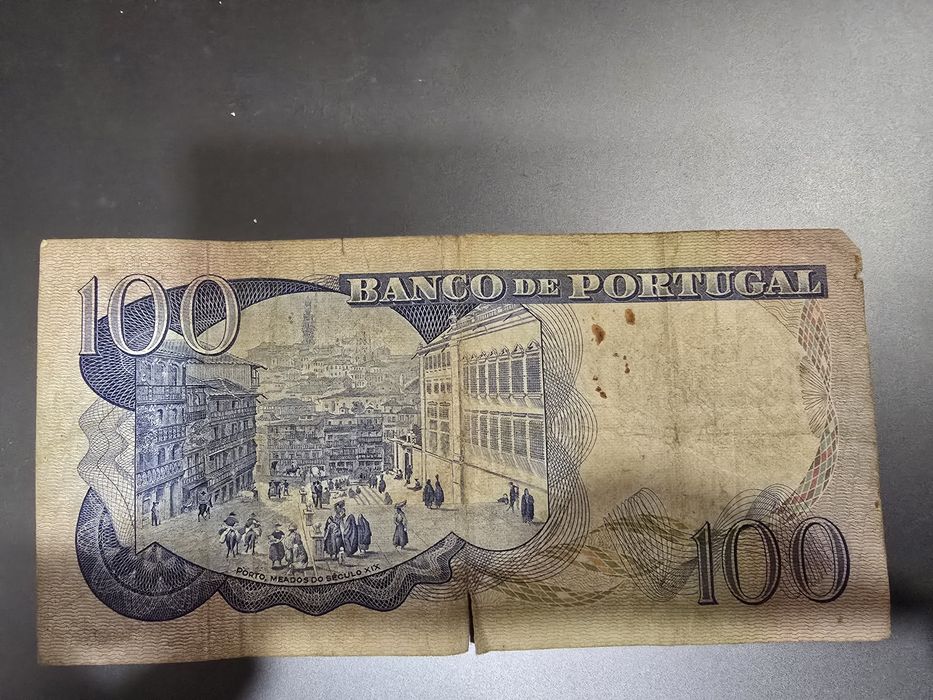 100
BANCO DE PORTUGAL
PORTO, MEADOS DO SÉCULO XIX
100